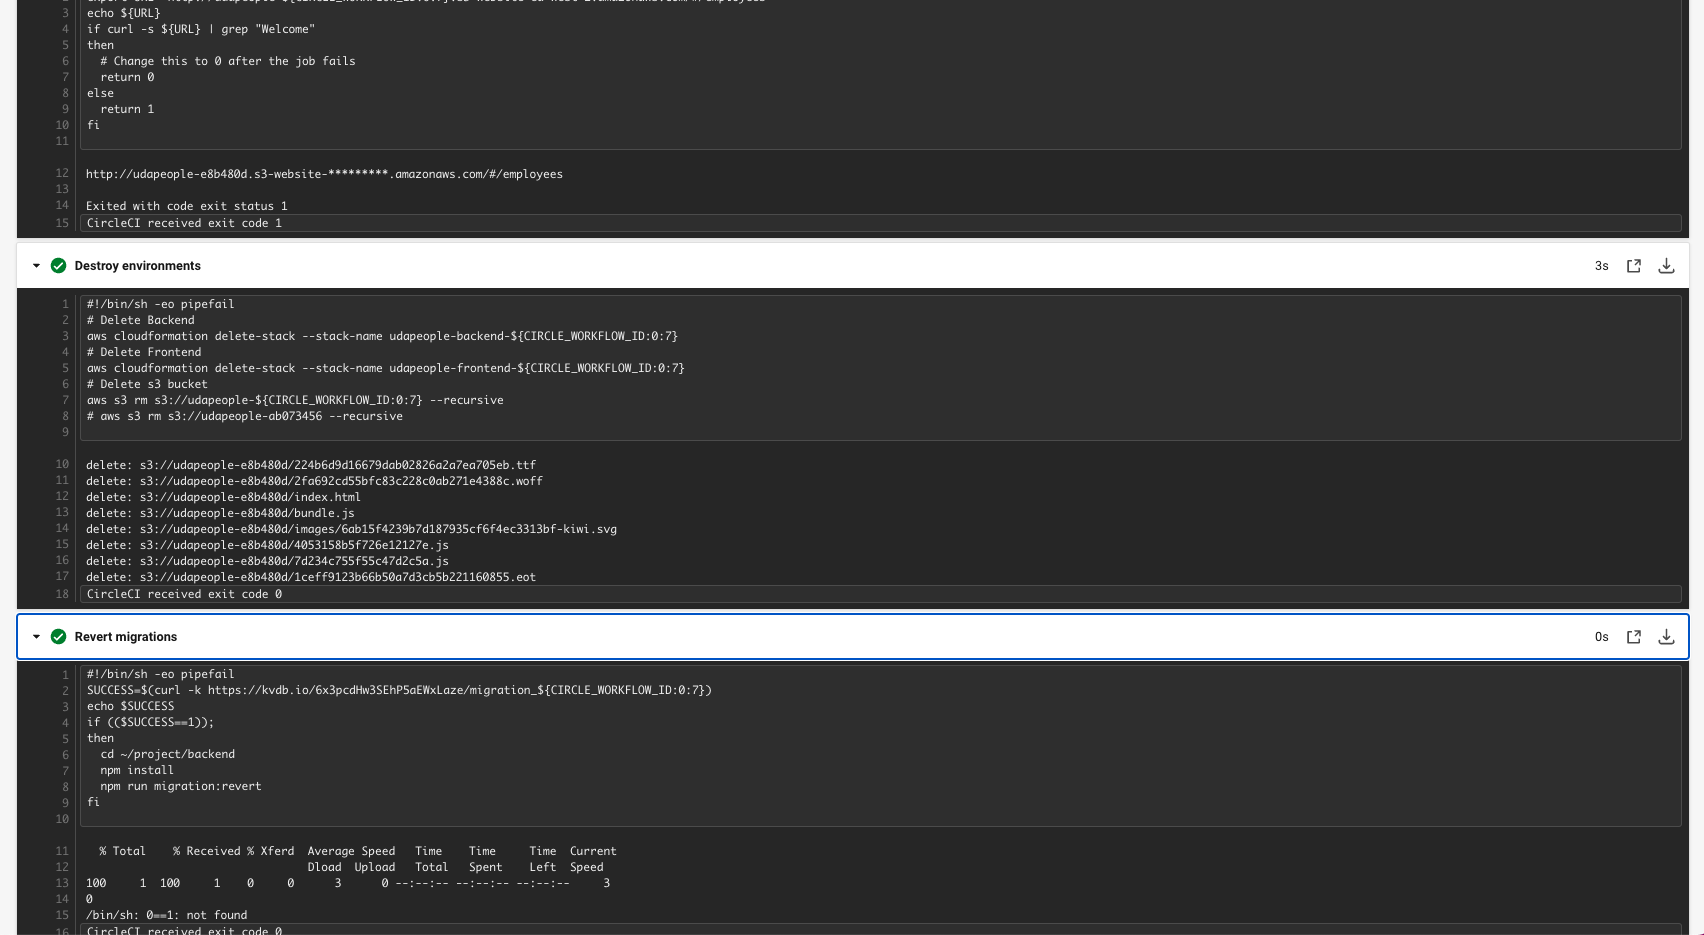 3 echo ${URL}
4 if curl -s ${URL} | grep "Welcome"
5 then
6 # Change this to 0 after the job fails
7 return 0
8 else
9 return 1
10 fi
11
12 http://udapeople-e8b480d.s3-website-*********.amazonaws.com/#/employees
13
14 Exited with code exit status 1
15 CircleCI received exit code 1
Destroy environments 3s
1 #!/bin/sh -eo pipefail
2 # Delete Backend
3 aws cloudformation delete-stack --stack-name udapeople-backend-${CIRCLE_WORKFLOW_ID:0:7}
4 # Delete Frontend
5 aws cloudformation delete-stack --stack-name udapeople-frontend-${CIRCLE_WORKFLOW_ID:0:7}
6 # Delete s3 bucket
7 aws s3 rm s3://udapeople-${CIRCLE_WORKFLOW_ID:0:7} --recursive
8 # aws s3 rm s3://udapeople-ab073456 --recursive
9
10 delete: s3://udapeople-e8b480d/224b6d9d16679dab02826a2a7ea705eb.ttf
11 delete: s3://udapeople-e8b480d/2fa692cd55bfc83c228c0ab271e4388c.woff
12 delete: s3://udapeople-e8b480d/index.html
13 delete: s3://udapeople-e8b480d/bundle.js
14 delete: s3://udapeople-e8b480d/images/6ab15f4239b7d187935cf6f4ec3313bf-kiwi.svg
15 delete: s3://udapeople-e8b480d/4053158b5f726e12127e.js
16 delete: s3://udapeople-e8b480d/7d234c755f55c47d2c5a.js
17 delete: s3://udapeople-e8b480d/1ceff9123b66b50a7d3cb5b221160855.eot
18 CircleCI received exit code 0
Revert migrations 0s
1 #!/bin/sh -eo pipefail
2 SUCCESS=$(curl -k https://kvdb.io/6x3pcdHw3SEhP5aEWxLaze/migration_${CIRCLE_WORKFLOW_ID:0:7})
3 echo $SUCCESS
4 if (($SUCCESS==1));
5 then
6 cd ~/project/backend
7 npm install
8 npm run migration:revert
9 fi
10
11 % Total % Received % Xferd Average Speed Time Time Time Current
12 Dload Upload Total Spent Left Speed
13 100 1 100 1 0 0 3 0 --:--:-- --:--:-- --:--:-- 3
14 0
15 /bin/sh: 0==1: not found
16 CircleCI received exit code 0